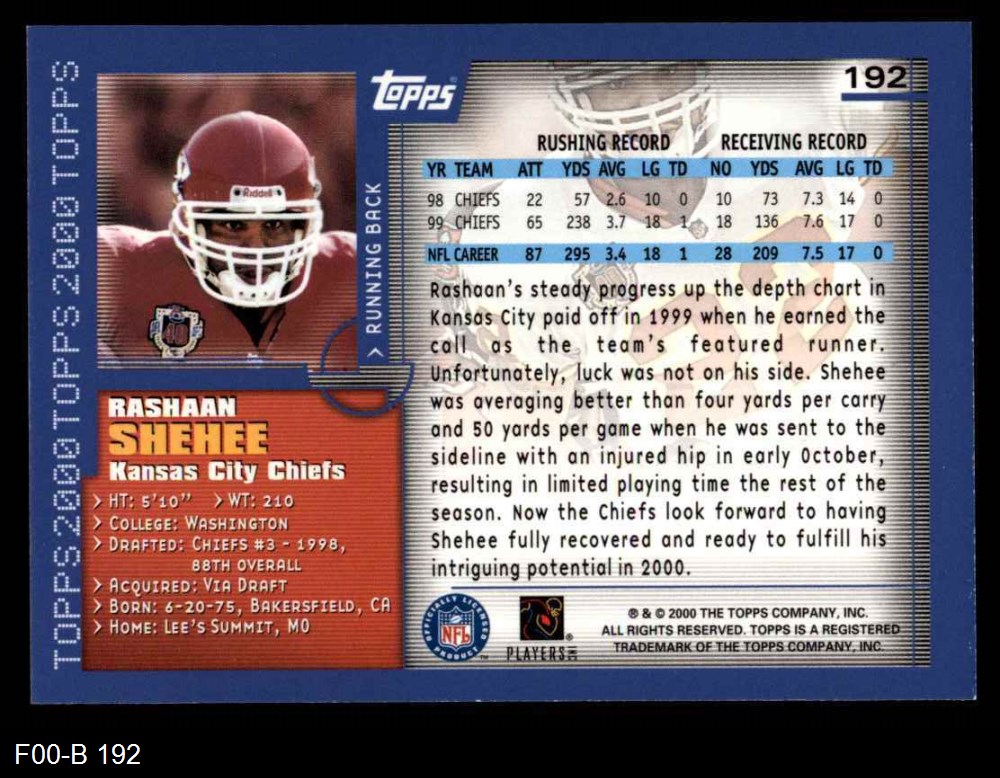 TOPPS2000TOPPS2000TOPPS2000TOPPS
Riddell
> RUNNING BACK
TOPPS
192
RASHAAN
SHEHEE
Kansas City Chiefs
> HT: 5'10" > WT: 210
> COLLEGE: WASHINGTON
> DRAFTED: CHIEFS #3 - 1998,
88TH OVERALL
> ACQUIRED: VIA DRAFT
> BORN: 6-20-75, BAKERSFIELD, CA
> HOME: LEE'S SUMMIT, MO
RUSHING RECORD RECEIVING RECORD
YR TEAM ATT YDS AVG LG TD NO YDS AVG LG TD
98 CHIEFS 22 57 2.6 10 0 10 73 7.3 14 0
99 CHIEFS 65 238 3.7 18 1 18 136 7.6 17 0
NFL CAREER 87 295 3.4 18 1 28 209 7.5 17 0
Rashaan's steady progress up the depth chart in
Kansas City paid off in 1999 when he earned the
call as the team's featured runner.
Unfortunately, luck was not on his side. Shehee
was averaging better than four yards per carry
and 50 yards per game when he was sent to the
sideline with an injured hip in early October,
resulting in limited playing time the rest of the
season. Now the Chiefs look forward to having
Shehee fully recovered and ready to fulfill his
intriguing potential in 2000.
OFFICIALLY LICENSED
NFL
PRODUCT
™
PLAYERS INC
®
® & © 2000 THE TOPPS COMPANY, INC.
ALL RIGHTS RESERVED. TOPPS IS A REGISTERED
TRADEMARK OF THE TOPPS COMPANY, INC.
F00-B 192